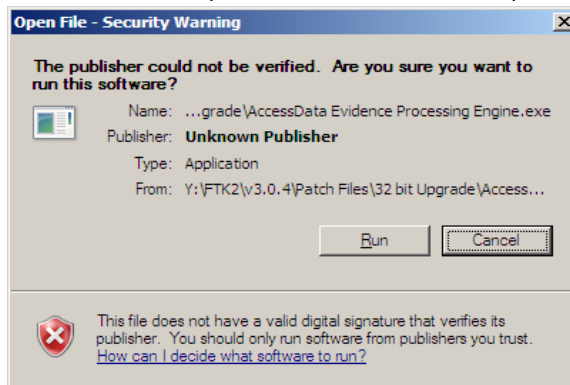 Open File - Security Warning
The publisher could not be verified. Are you sure you want to
run this software?
Name: ...grade\AccessData Evidence Processing Engine.exe
Publisher: Unknown Publisher
Type: Application
From: Y:\FTK2\v3.0.4\Patch Files\32 bit Upgrade\Access...
Run Cancel
This file does not have a valid digital signature that verifies its
publisher. You should only run software from publishers you trust.
How can I decide what software to run?